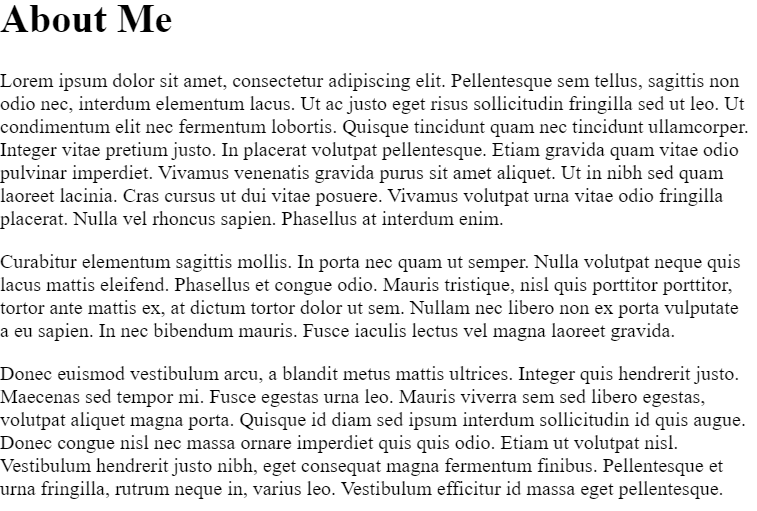 About Me
Lorem ipsum dolor sit amet, consectetur adipiscing elit. Pellentesque sem tellus, sagittis non
odio nec, interdum elementum lacus. Ut ac justo eget risus sollicitudin fringilla sed ut leo. Ut
condimentum elit nec fermentum lobortis. Quisque tincidunt quam nec tincidunt ullamcorper.
Integer vitae pretium justo. In placerat volutpat pellentesque. Etiam gravida quam vitae odio
pulvinar imperdiet. Vivamus venenatis gravida purus sit amet aliquet. Ut in nibh sed quam
laoreet lacinia. Cras cursus ut dui vitae posuere. Vivamus volutpat urna vitae odio fringilla
placerat. Nulla vel rhoncus sapien. Phasellus at interdum enim.
Curabitur elementum sagittis mollis. In porta nec quam ut semper. Nulla volutpat neque quis
lacus mattis eleifend. Phasellus et congue odio. Mauris tristique, nisl quis porttitor porttitor,
tortor ante mattis ex, at dictum tortor dolor ut sem. Nullam nec libero non ex porta vulputate
a eu sapien. In nec bibendum mauris. Fusce iaculis lectus vel magna laoreet gravida.
Donec euismod vestibulum arcu, a blandit metus mattis ultrices. Integer quis hendrerit justo.
Maecenas sed tempor mi. Fusce egestas urna leo. Mauris viverra sem sed libero egestas,
volutpat aliquet magna porta. Quisque id diam sed ipsum interdum sollicitudin id quis augue.
Donec congue nisl nec massa ornare imperdiet quis quis odio. Etiam ut volutpat nisl.
Vestibulum hendrerit justo nibh, eget consequat magna fermentum finibus. Pellentesque et
urna fringilla, rutrum neque in, varius leo. Vestibulum efficitur id massa eget pellentesque.